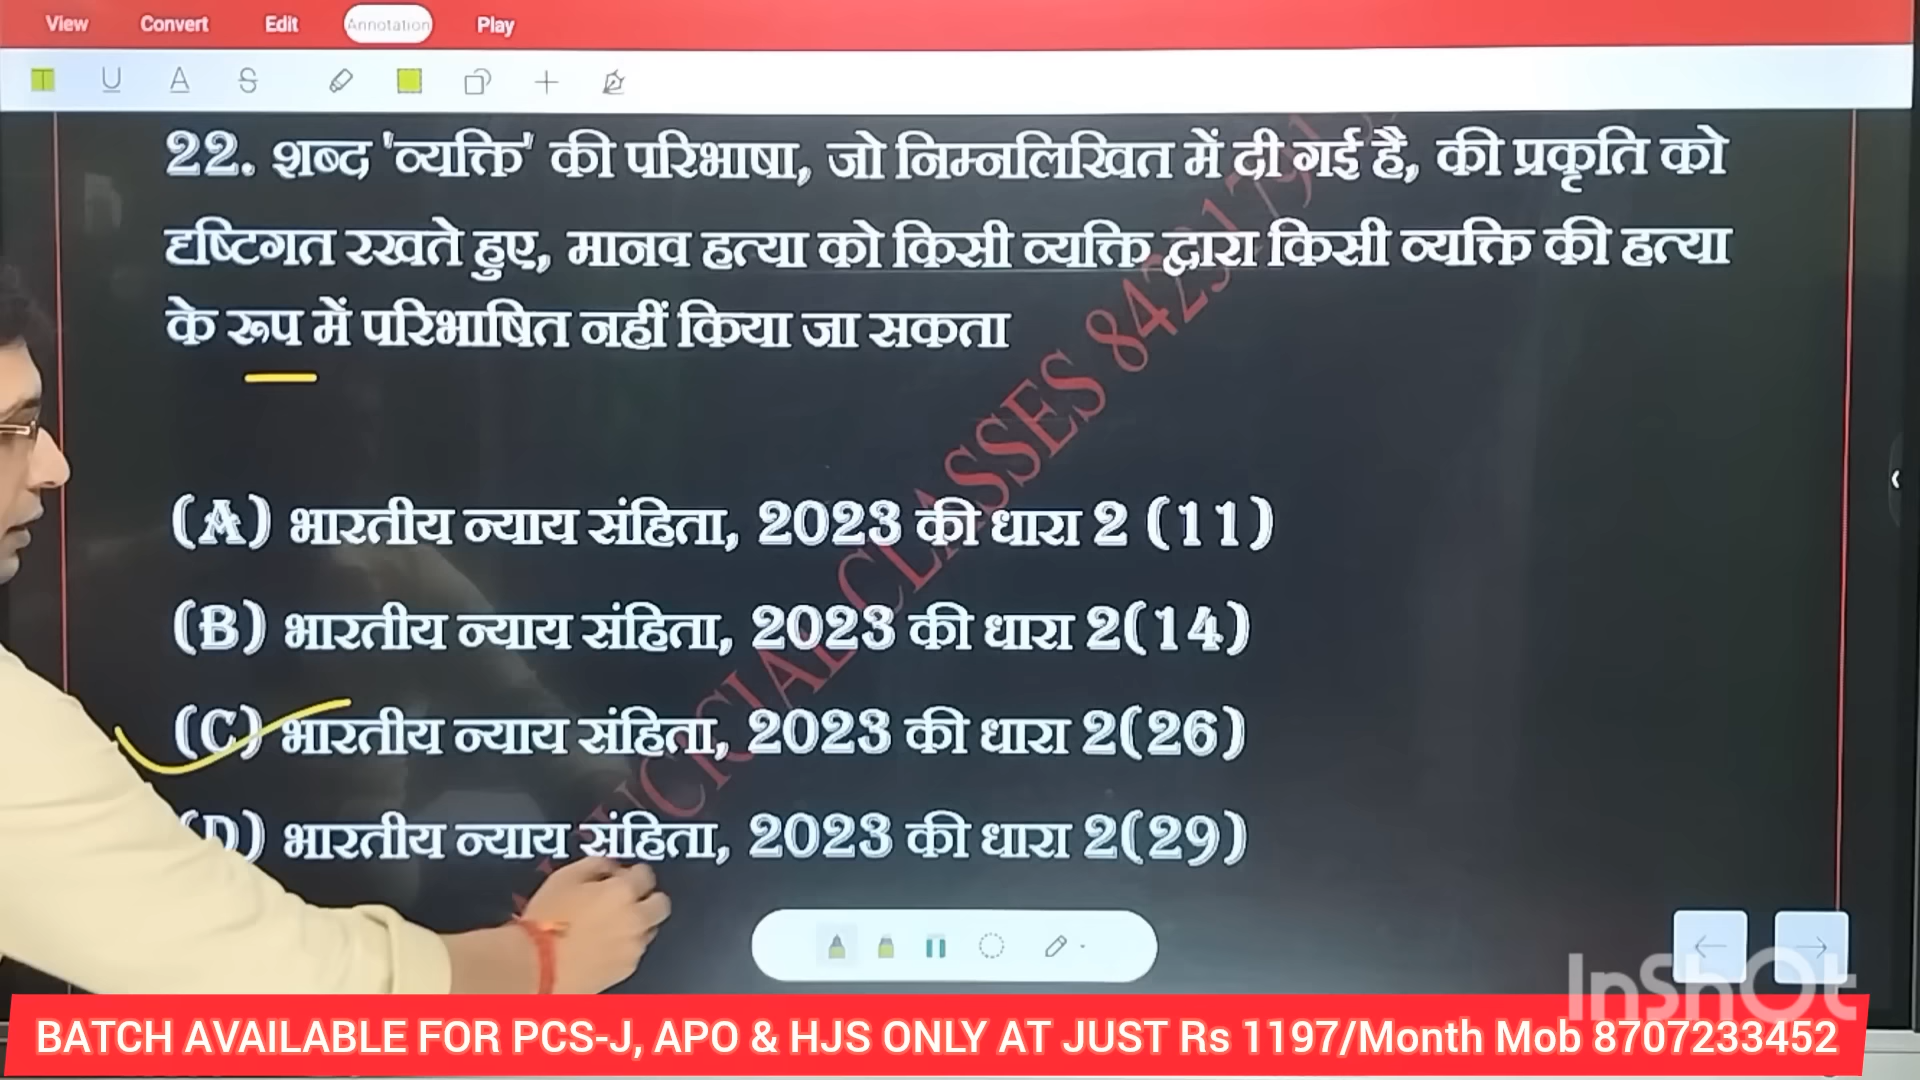 View Convert Edit Annotation Play
22. शब्द 'व्यक्ति' की परिभाषा, जो निम्नलिखित में दी गई है, की प्रकृति को
दृष्टिगत रखते हुए, मानव हत्या को किसी व्यक्ति द्वारा किसी व्यक्ति की हत्या
के रूप में परिभाषित नहीं किया जा सकता
(A) भारतीय न्याय संहिता, 2023 की धारा 2 (11)
(B) भारतीय न्याय संहिता, 2023 की धारा 2(14)
(C) भारतीय न्याय संहिता, 2023 की धारा 2(26)
(D) भारतीय न्याय संहिता, 2023 की धारा 2(29)
CLASSES
InShOt
BATCH AVAILABLE FOR PCS-J, APO & HJS ONLY AT JUST Rs 1197/Month Mob 8707233452